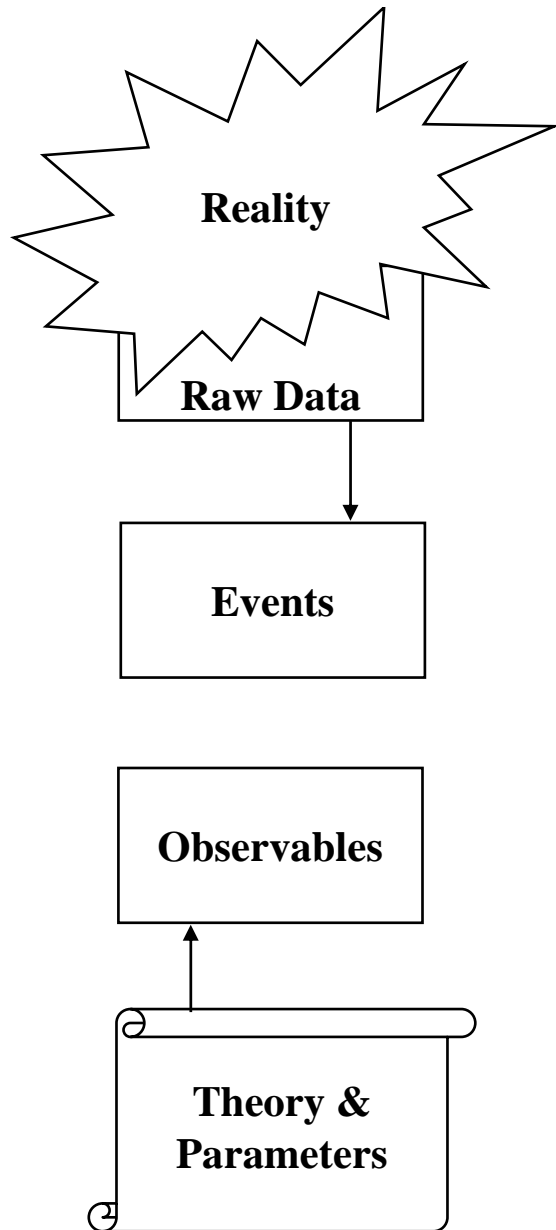 Reality
Raw Data
Events
Observables
Theory &
Parameters